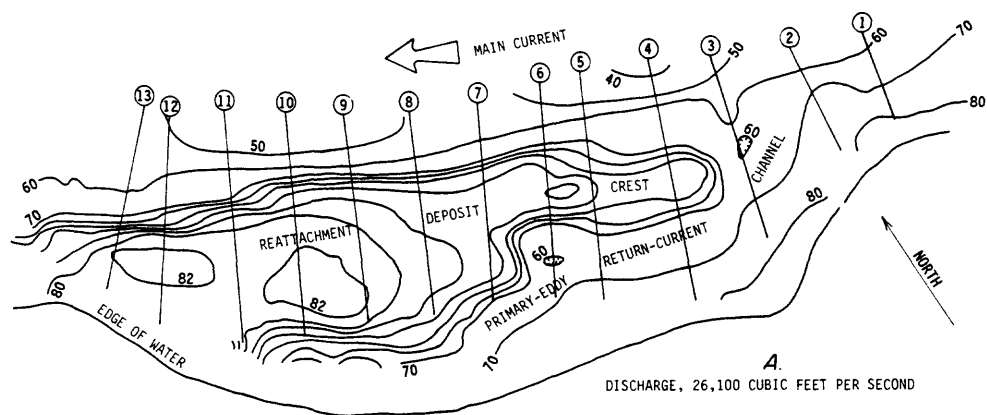 1
2
3
4
5
6
7
8
9
10
11
12
13
MAIN CURRENT
50
60
70
80
40
60
50
60
70
80
CHANNEL
CREST
DEPOSIT
REATTACHMENT
RETURN-CURRENT
PRIMARY-EDDY
60
82
82
80
80
70
70
EDGE OF WATER
NORTH
A.
DISCHARGE, 26,100 CUBIC FEET PER SECOND